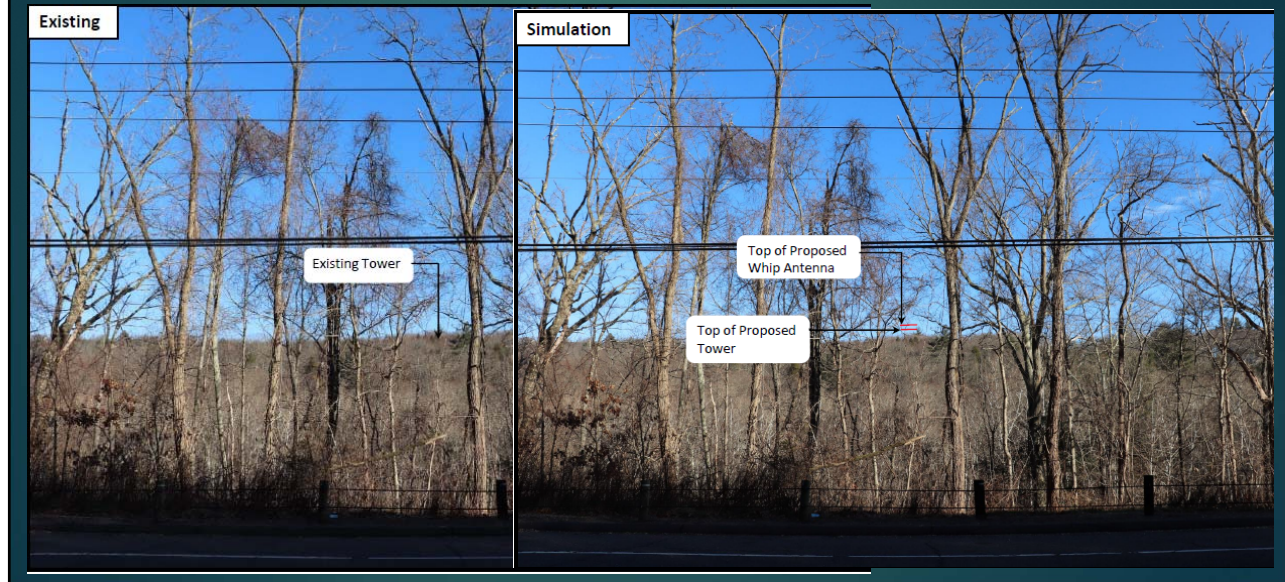 Existing
Simulation
Existing Tower
Top of Proposed
Whip Antenna
Top of Proposed
Tower